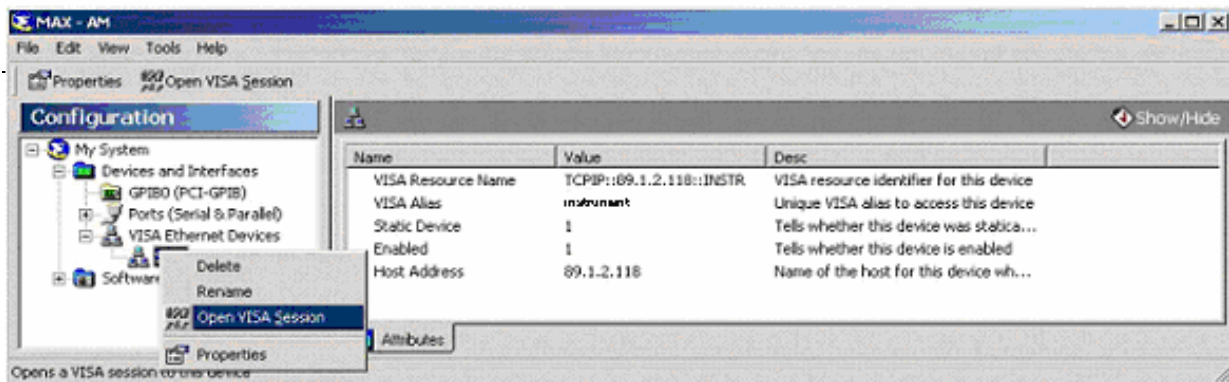 MAX - AM
File Edit View Tools Help
Properties Open VISA Session
Configuration
Show/Hide
My System
Devices and Interfaces
GPIB0 (PCI-GPIB)
Ports (Serial & Parallel)
VISA Ethernet Devices
Software
Delete
Rename
Open VISA Session
Properties
Name Value Desc
VISA Resource Name TCPIP::89.1.2.118::INSTR VISA resource identifier for this device
VISA Alias instrument Unique VISA alias to access this device
Static Device 1 Tells whether this device was statica...
Enabled 1 Tells whether this device is enabled
Host Address 89.1.2.118 Name of the host for this device wh...
Attributes
Opens a VISA session to this device